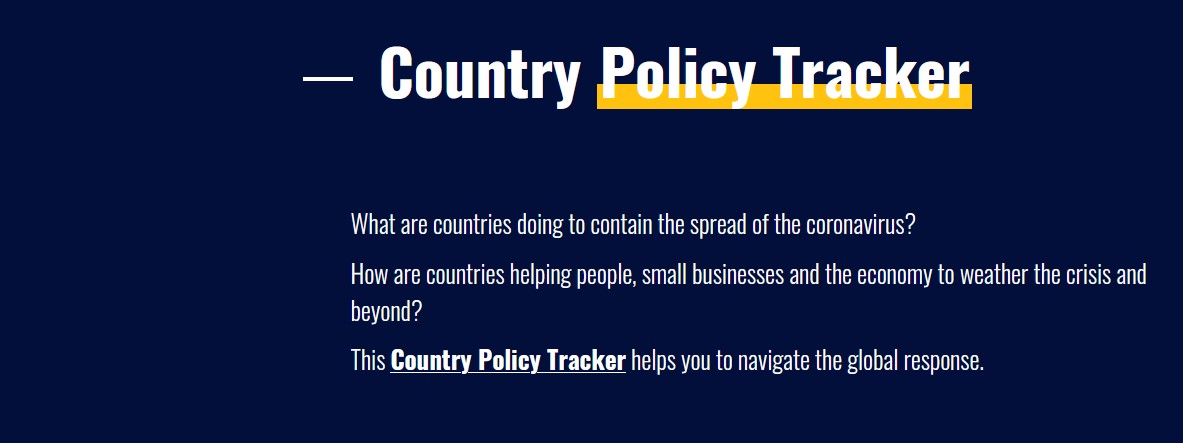 Country Policy Tracker
What are countries doing to contain the spread of the coronavirus?
How are countries helping people, small businesses and the economy to weather the crisis and
beyond?
This Country Policy Tracker helps you to navigate the global response.